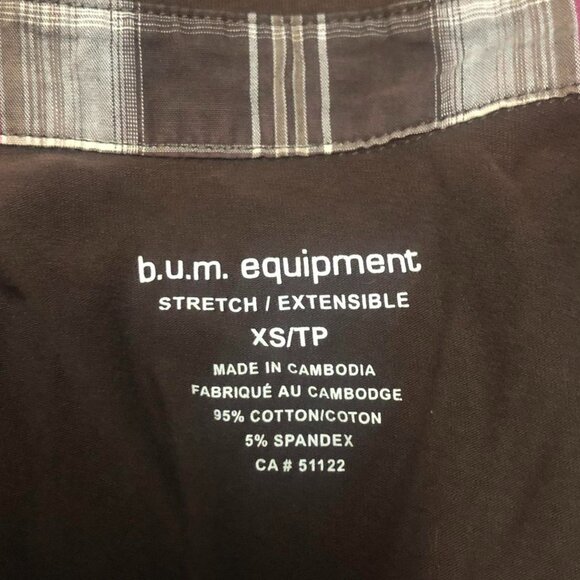 b.u.m. equipment
STRETCH / EXTENSIBLE
XS/TP
MADE IN CAMBODIA
FABRIQUÉ AU CAMBODGE
95% COTTON/COTON
5% SPANDEX
CA # 51122